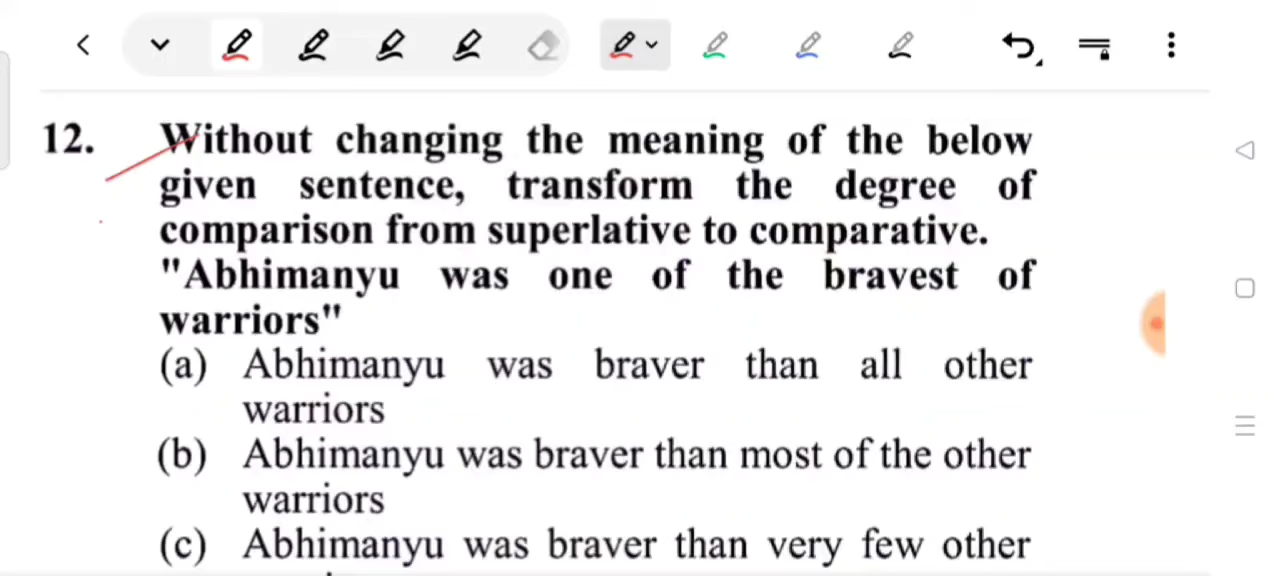 12. Without changing the meaning of the below
given sentence, transform the degree of
comparison from superlative to comparative.
"Abhimanyu was one of the bravest of
warriors"
(a) Abhimanyu was braver than all other
warriors
(b) Abhimanyu was braver than most of the other
warriors
(c) Abhimanyu was braver than very few other